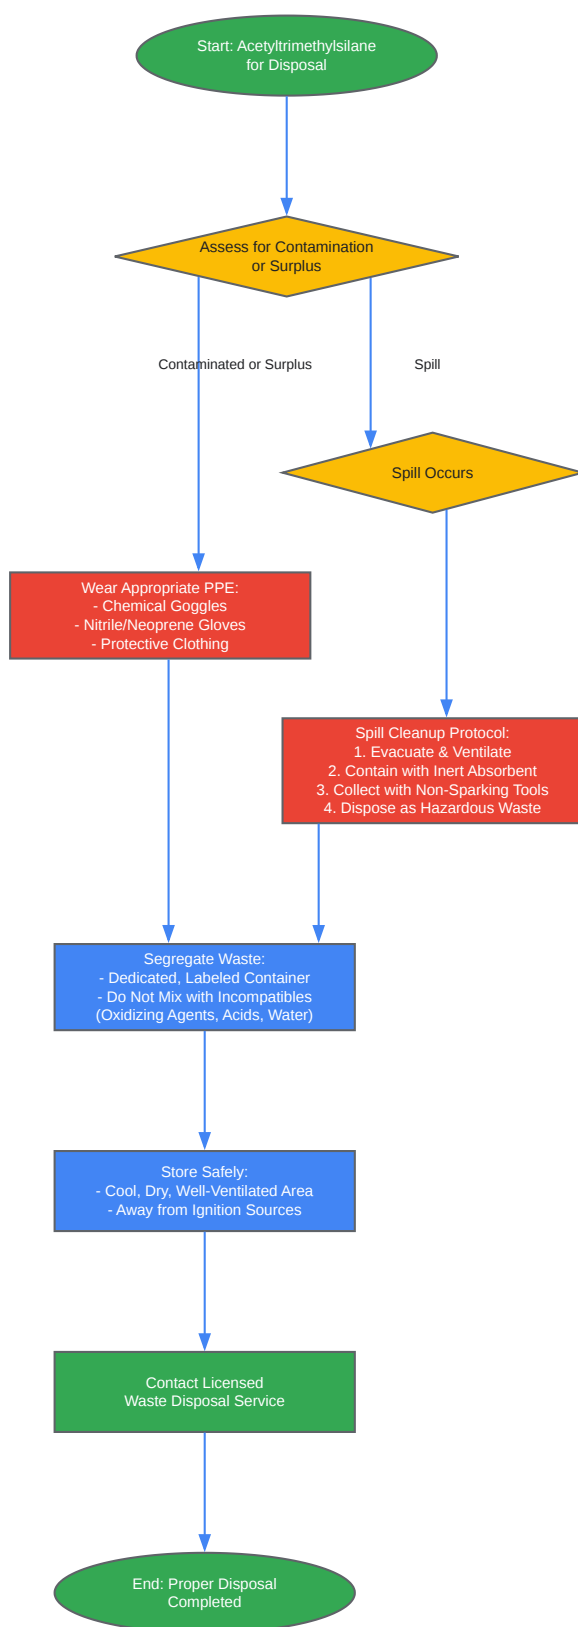 Start: Acetyltrimethylsilane
for Disposal
Assess for Contamination
or Surplus
Contaminated or Surplus
Spill
Spill Occurs
Wear Appropriate PPE:
- Chemical Goggles
- Nitrile/Neoprene Gloves
- Protective Clothing
Spill Cleanup Protocol:
1. Evacuate & Ventilate
2. Contain with Inert Absorbent
3. Collect with Non-Sparking Tools
4. Dispose as Hazardous Waste
Segregate Waste:
- Dedicated, Labeled Container
- Do Not Mix with Incompatibles
(Oxidizing Agents, Acids, Water)
Store Safely:
- Cool, Dry, Well-Ventilated Area
- Away from Ignition Sources
Contact Licensed
Waste Disposal Service
End: Proper Disposal
Completed